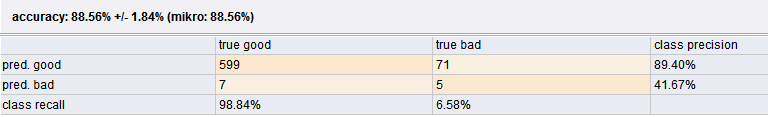 accuracy: 88.56% +/- 1.84% (mikro: 88.56%)
true good true bad class precision
pred. good 599 71 89.40%
pred. bad 7 5 41.67%
class recall 98.84% 6.58%